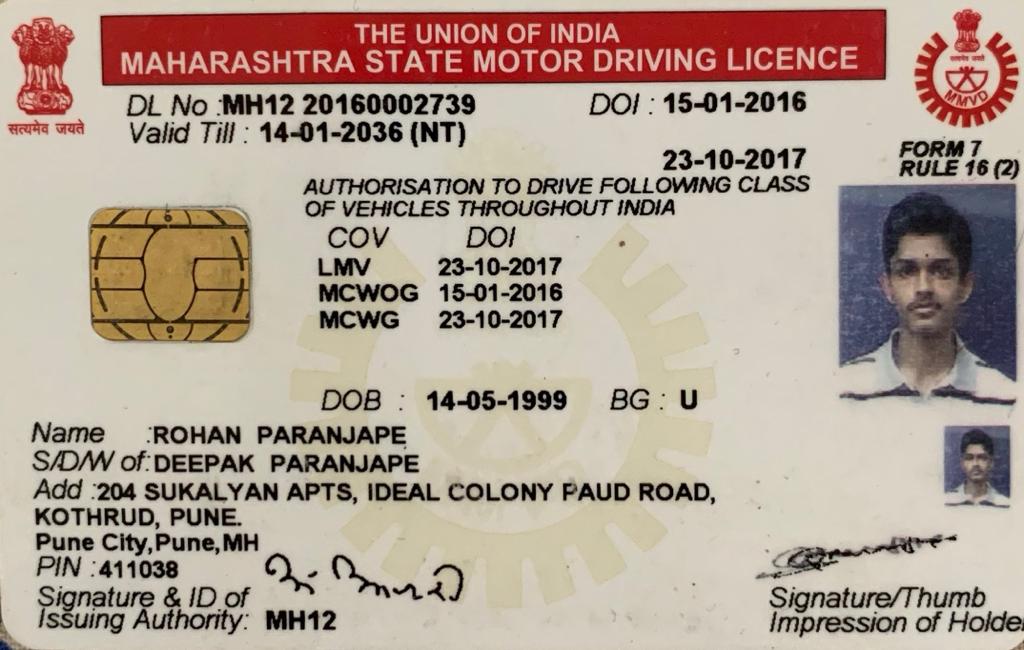 THE UNION OF INDIA
MAHARASHTRA STATE MOTOR DRIVING LICENCE
सत्यमेव जयते
सत्यमेव जयते
MMVD
DL No :MH12 20160002739 DOI : 15-01-2016
Valid Till : 14-01-2036 (NT)
23-10-2017
FORM 7
RULE 16 (2)
AUTHORISATION TO DRIVE FOLLOWING CLASS
OF VEHICLES THROUGHOUT INDIA
COV DOI
LMV 23-10-2017
MCWOG 15-01-2016
MCWG 23-10-2017
DOB : 14-05-1999 BG : U
Name :ROHAN PARANJAPE
S/D/W of:DEEPAK PARANJAPE
Add :204 SUKALYAN APTS, IDEAL COLONY PAUD ROAD,
KOTHRUD, PUNE.
Pune City,Pune,MH
PIN :411038
Signature & ID of
Issuing Authority: MH12
Signature/Thumb
Impression of Holde